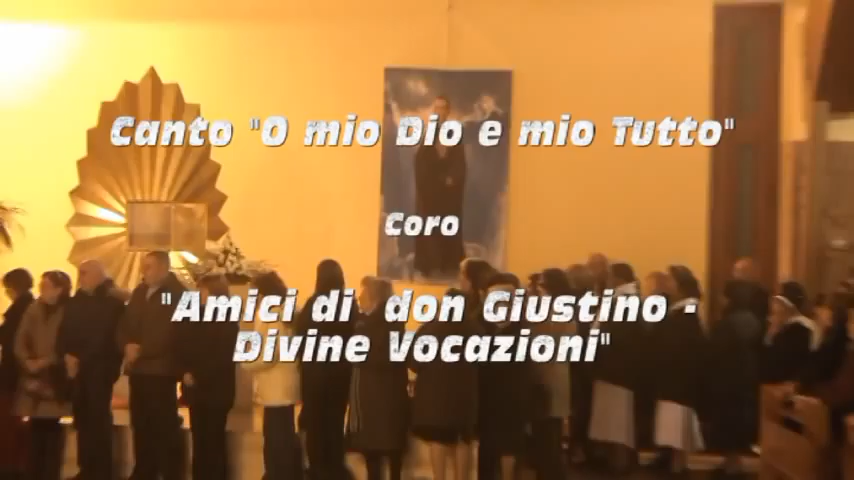 Canto "O mio Dio e mio Tutto"
Coro
"Amici di don Giustino -
Divine Vocazioni"